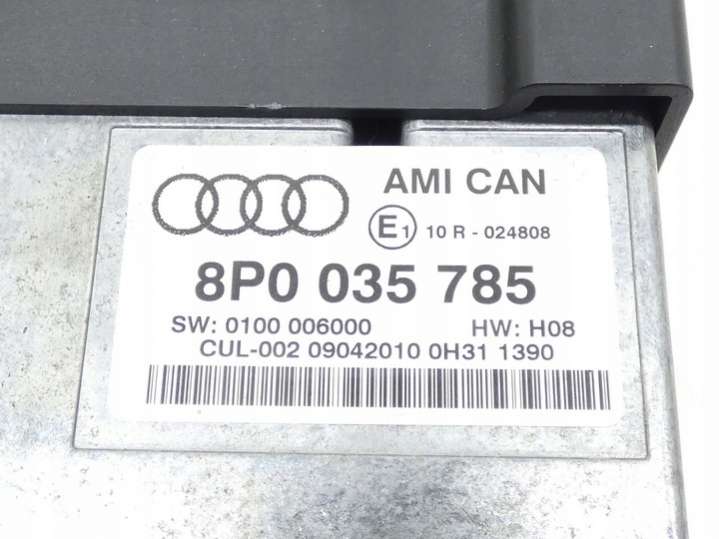 AMI CAN
E1 10 R - 024808
8P0 035 785
SW: 0100 006000 HW: H08
CUL-002 09042010 0H31 1390